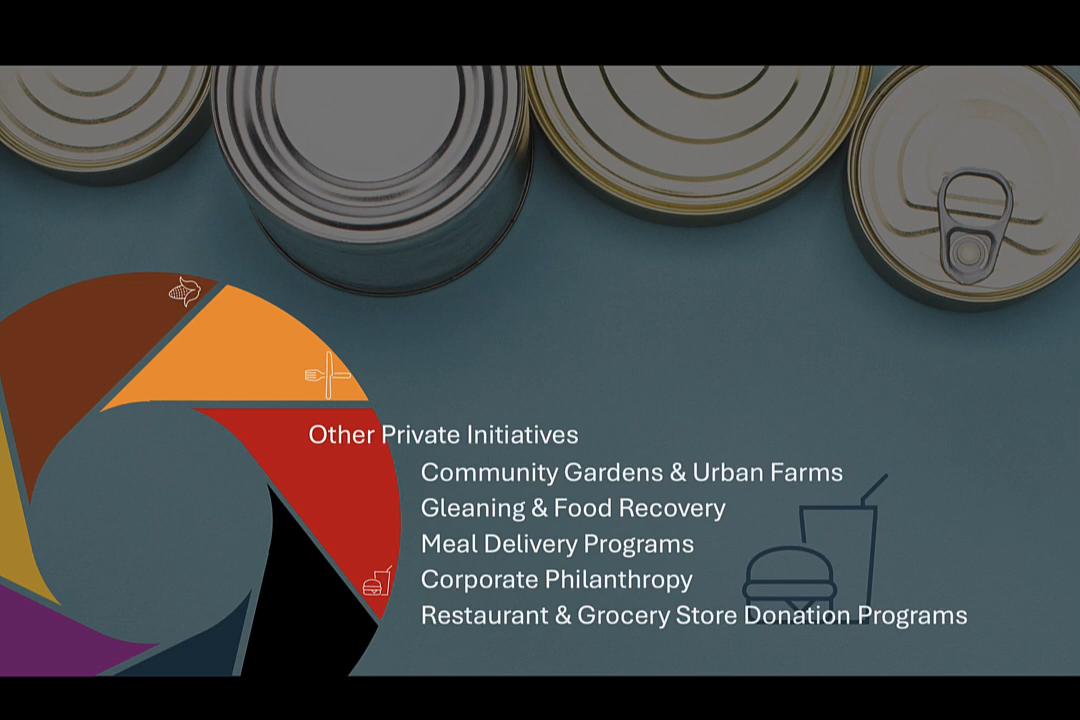 Other Private Initiatives
Community Gardens & Urban Farms
Gleaning & Food Recovery
Meal Delivery Programs
Corporate Philanthropy
Restaurant & Grocery Store Donation Programs